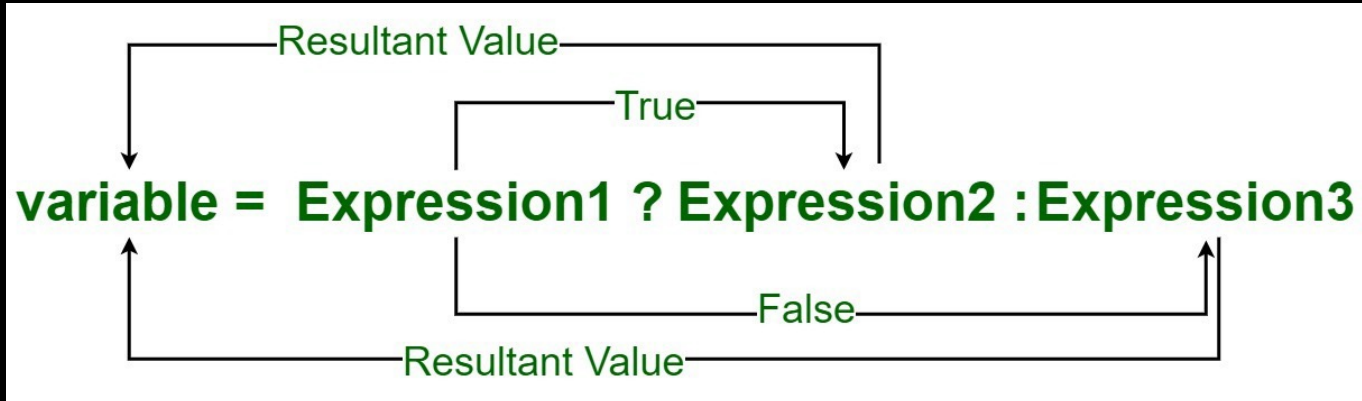 Resultant Value
True
variable = Expression1 ? Expression2 : Expression3
False
Resultant Value